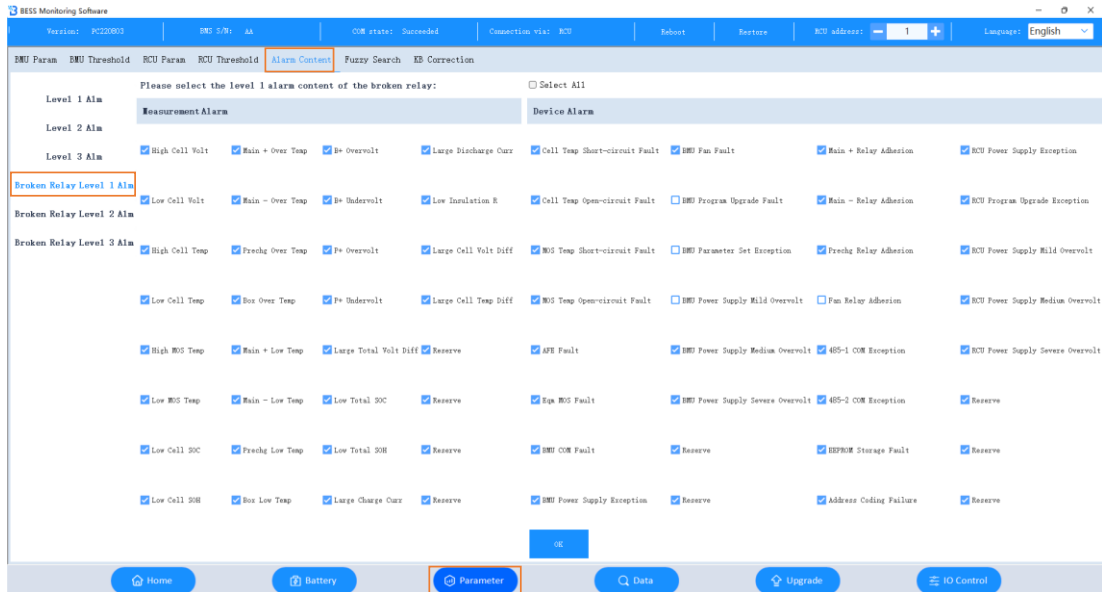 BESS Monitoring Software
Version: PC220803 BMS S/N: AA COM state: Succeeded Connection via: RCU Reboot Restore RCU address: 1 Language: English
BMU Param BMU Threshold RCU Param RCU Threshold Alarm Content Fuzzy Search KB Correction
Level 1 Alm
Level 2 Alm
Level 3 Alm
Broken Relay Level 1 Alm
Broken Relay Level 2 Alm
Broken Relay Level 3 Alm
Please select the level 1 alarm content of the broken relay: Select All
Measurement Alarm Device Alarm
High Cell Volt Main + Over Temp B+ Overvolt Large Discharge Curr Cell Temp Short-circuit Fault BMU Fan Fault Main + Relay Adhesion RCU Power Supply Exception
Low Cell Volt Main - Over Temp B+ Undervolt Low Insulation R Cell Temp Open-circuit Fault BMU Program Upgrade Fault Main - Relay Adhesion RCU Program Upgrade Exception
High Cell Temp Prechg Over Temp P+ Overvolt Large Cell Volt Diff MOS Temp Short-circuit Fault BMU Parameter Set Exception Prechg Relay Adhesion RCU Power Supply Mild Overvolt
Low Cell Temp Box Over Temp P+ Undervolt Large Cell Temp Diff MOS Temp Open-circuit Fault BMU Power Supply Mild Overvolt Fan Relay Adhesion RCU Power Supply Medium Overvolt
High MOS Temp Main + Low Temp Large Total Volt Diff Reserve AFE Fault BMU Power Supply Medium Overvolt 485-1 COM Exception RCU Power Supply Severe Overvolt
Low MOS Temp Main - Low Temp Low Total SOC Reserve Eqm MOS Fault BMU Power Supply Severe Overvolt 485-2 COM Exception Reserve
Low Cell SOC Prechg Low Temp Low Total SOH Reserve BMU COM Fault Reserve EEPROM Storage Fault Reserve
Low Cell SOH Box Low Temp Large Charge Curr Reserve BMU Power Supply Exception Reserve Address Coding Failure Reserve
OK
Home Battery Parameter Data Upgrade IO Control